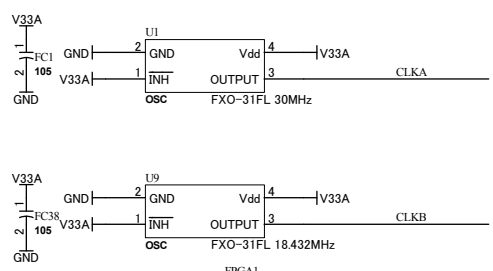 V33A
U1
1
FC1
GND
2
GND
Vdd
4
V33A
2
105
V33A
1
INH
OUTPUT
3
CLKA
GND
OSC
FXO-31FL 30MHz
V33A
U9
1
FC38
GND
2
GND
Vdd
4
V33A
2
105
V33A
1
INH
OUTPUT
3
CLKB
GND
OSC
FXO-31FL 18.432MHz
FPGA1